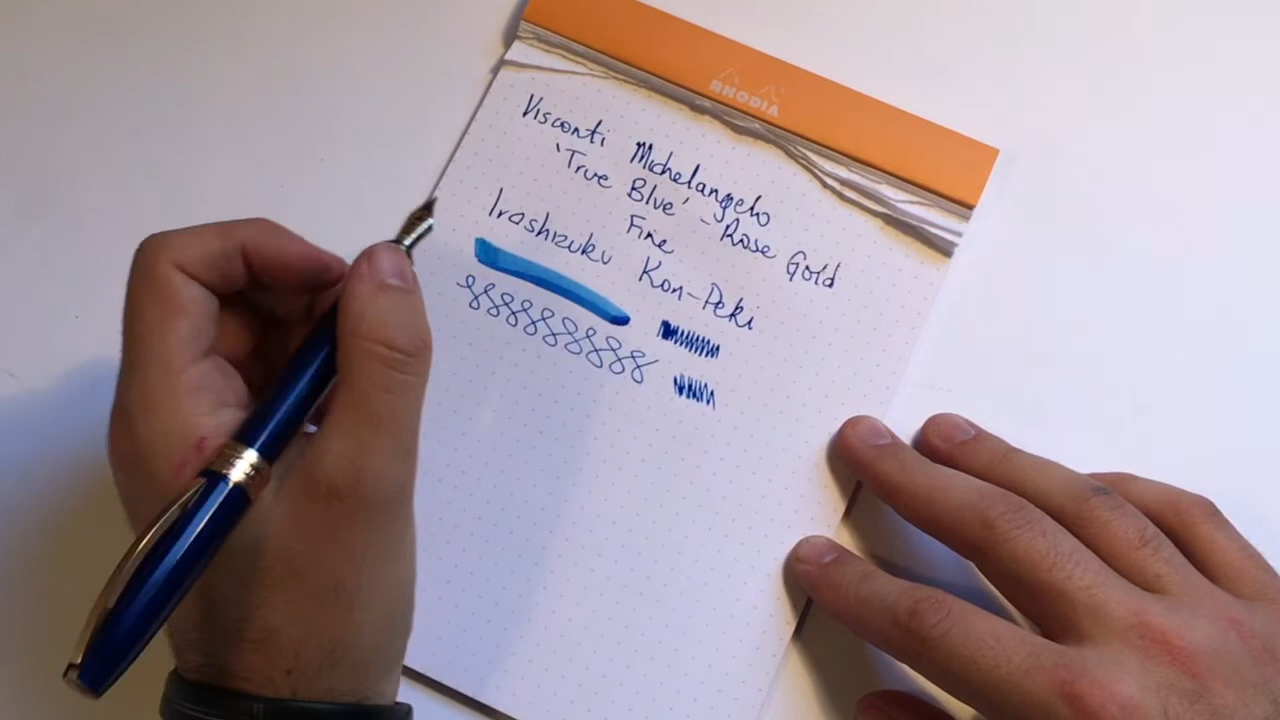 RHODIA
Visconti Michelangelo
'True Blue' - Rose Gold
Fine
Iroshizuku Kon-Peki